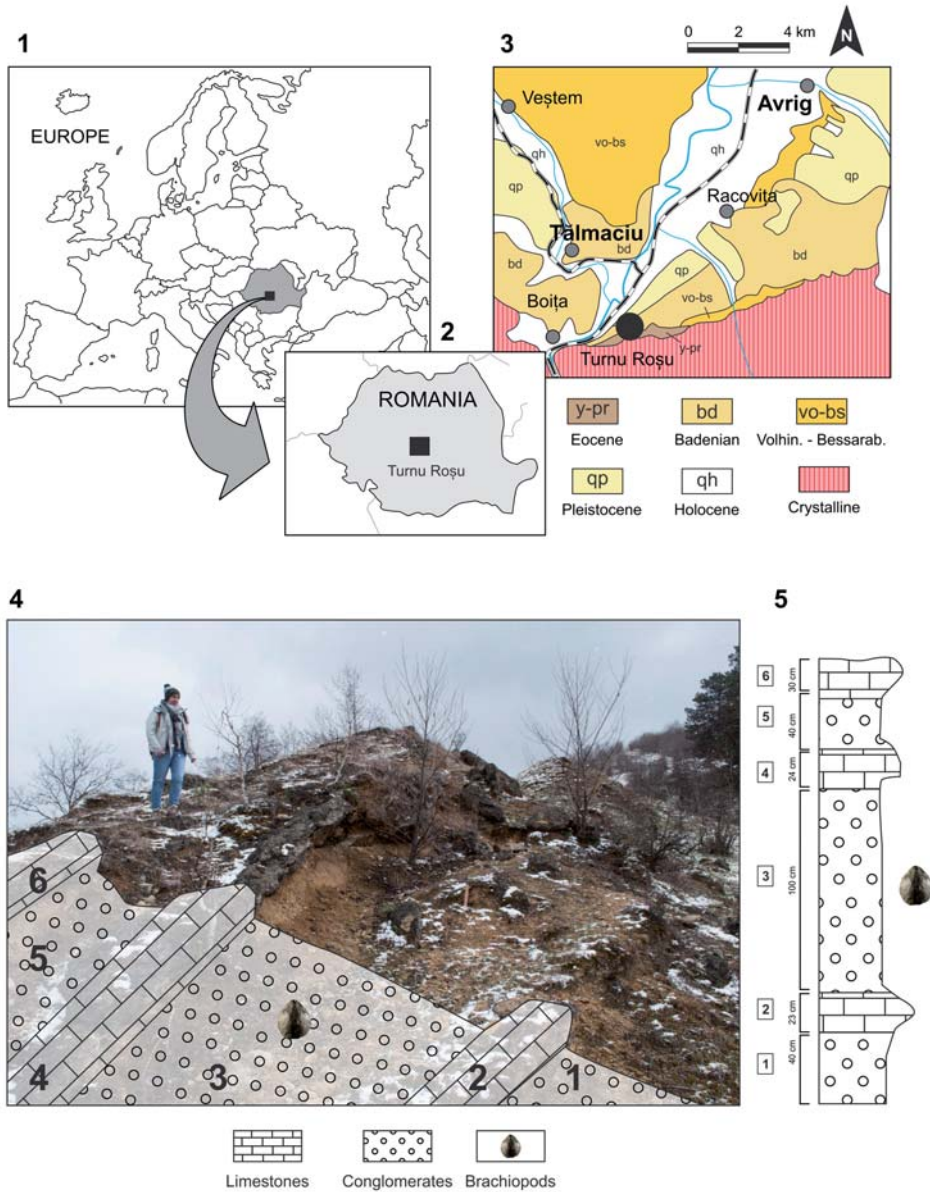 1
EUROPE
2
ROMANIA
Turnu Roșu
3
0 2 4 km
N
Veștem
Avrig
vo-bs
qh
qh
qp
qp
Racovița
Tălmaciu
bd
bd
bd
qp
Boița
vo-bs
y-pr
Turnu Roșu
y-pr
bd
vo-bs
Eocene
Badenian
Volhin. - Bessarab.
qp
qh
Pleistocene
Holocene
Crystalline
4
6
5
4
3
2
1
5
6
30 cm
5
40 cm
4
24 cm
3
100 cm
2
23 cm
1
40 cm
Limestones
Conglomerates
Brachiopods